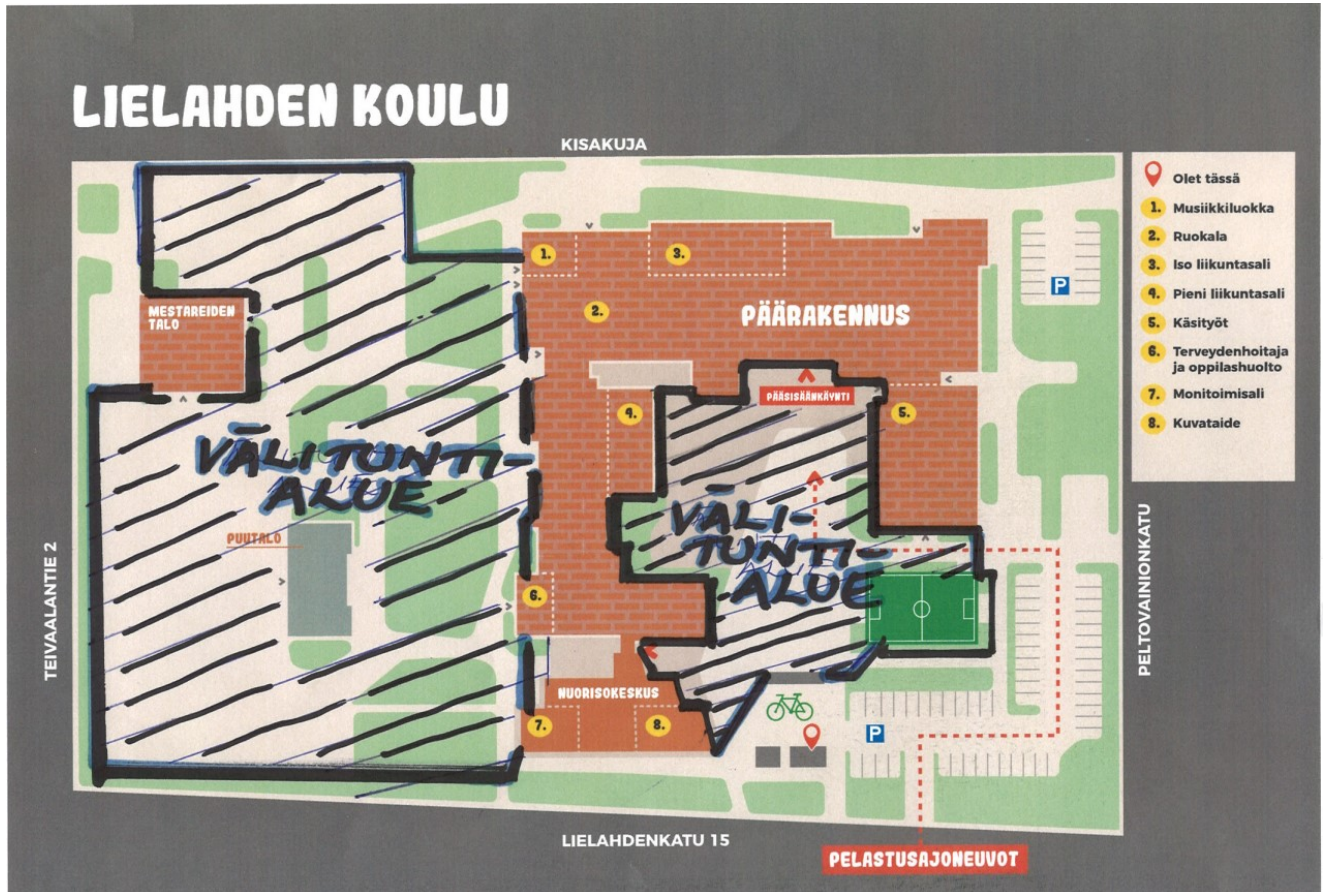 LIELAHDEN KOULU
KISAKUJA
Olet tässä
1. Musiikkiluokka
2. Ruokala
3. Iso liikuntasali
4. Pieni liikuntasali
5. Käsityöt
6. Terveydenhoitaja
ja oppilashuolto
7. Monitoimisali
8. Kuvataide
1.
3.
P
MESTAREIDEN
TALO
2.
PÄÄRAKENNUS
PÄÄSISÄÄNKÄYNTI
4.
5.
VÄLITUNTI-
ALUE
VÄLI-
TUNTI-
ALUE
PUUTALO
TEIVAALANTIE 2
PELTOVAINIONKATU
6.
NUORISOKESKUS
7.
8.
P
LIELAHDENKATU 15
PELASTUSAJONEUVOT